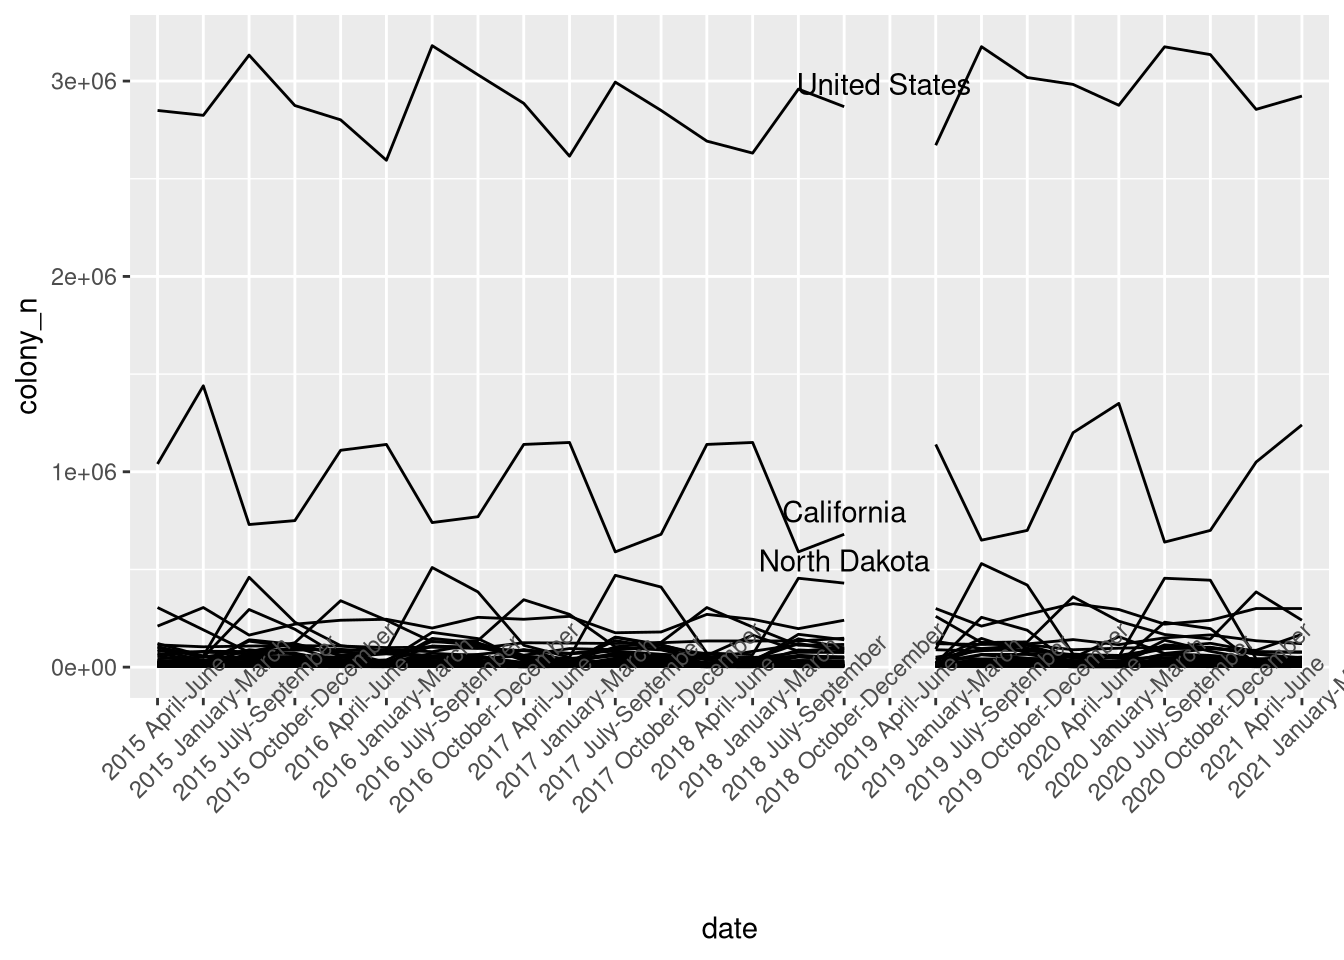 3e+06
2e+06
1e+06
0e+00
colony_n
United States
California
North Dakota
2015 April-June
2015 January-March
2015 July-September
2015 October-December
2016 April-June
2016 January-March
2016 July-September
2016 October-December
2017 April-June
2017 January-March
2017 July-September
2017 October-December
2018 April-June
2018 January-March
2018 July-September
2018 October-December
2019 April-June
2019 January-March
2019 July-September
2019 October-December
2020 April-June
2020 January-March
2020 July-September
2020 October-December
2021 April-June
2021 January-M
date